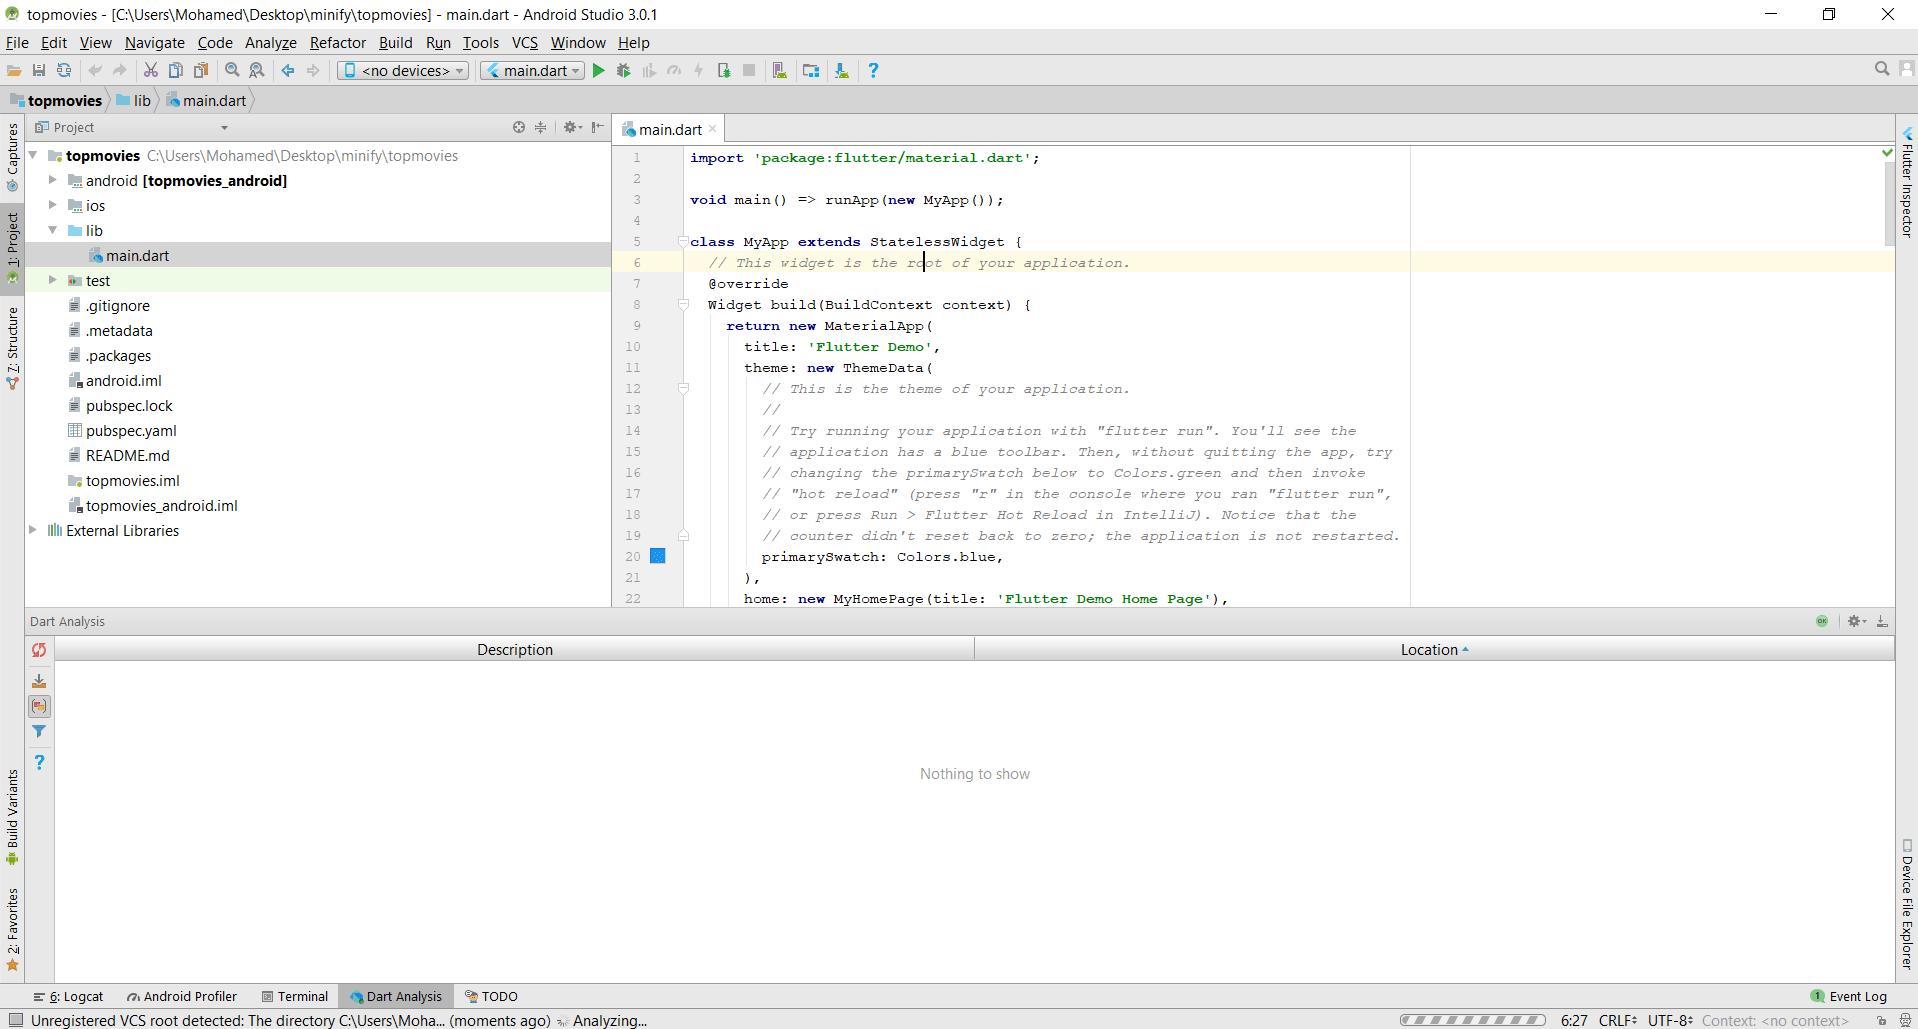 topmovies - [C:\Users\Mohamed\Desktop\minify\topmovies] - main.dart - Android Studio 3.0.1
File Edit View Navigate Code Analyze Refactor Build Run Tools VCS Window Help
<no devices> main.dart
topmovies lib main.dart
Captures
1: Project
7: Structure
Build Variants
2: Favorites
Project
topmovies C:\Users\Mohamed\Desktop\minify\topmovies
android [topmovies_android]
ios
lib
main.dart
test
.gitignore
.metadata
.packages
android.iml
pubspec.lock
pubspec.yaml
README.md
topmovies.iml
topmovies_android.iml
External Libraries
main.dart
1 import 'package:flutter/material.dart';
2
3 void main() => runApp(new MyApp());
4
5 class MyApp extends StatelessWidget {
6 // This widget is the root of your application.
7 @override
8 Widget build(BuildContext context) {
9 return new MaterialApp(
10 title: 'Flutter Demo',
11 theme: new ThemeData(
12 // This is the theme of your application.
13 //
14 // Try running your application with "flutter run". You'll see the
15 // application has a blue toolbar. Then, without quitting the app, try
16 // changing the primarySwatch below to Colors.green and then invoke
17 // "hot reload" (press "r" in the console where you ran "flutter run",
18 // or press Run > Flutter Hot Reload in IntelliJ). Notice that the
19 // counter didn't reset back to zero; the application is not restarted.
20 primarySwatch: Colors.blue,
21 ),
22 home: new MyHomePage(title: 'Flutter Demo Home Page'),
Flutter Inspector
Device File Explorer
Dart Analysis
OK
Description Location
Nothing to show
6: Logcat Android Profiler Terminal Dart Analysis TODO 1 Event Log
Unregistered VCS root detected: The directory C:\Users\Moha... (moments ago) Analyzing... 6:27 CRLF UTF-8 Context: <no context>